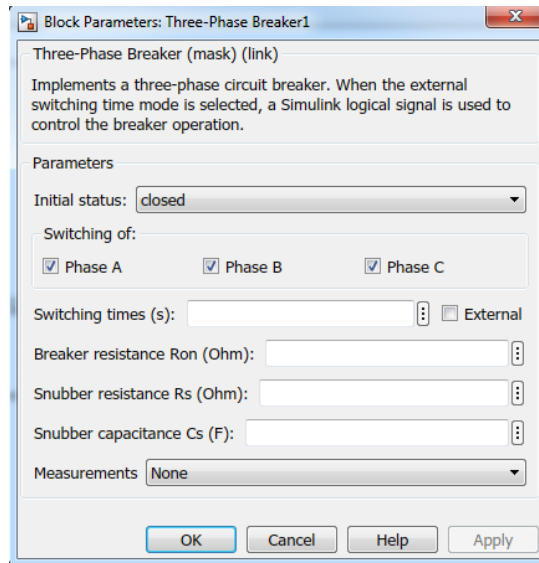 Block Parameters: Three-Phase Breaker1
Three-Phase Breaker (mask) (link)
Implements a three-phase circuit breaker. When the external
switching time mode is selected, a Simulink logical signal is used to
control the breaker operation.
Parameters
Initial status: closed
Switching of:
Phase A Phase B Phase C
Switching times (s): External
Breaker resistance Ron (Ohm):
Snubber resistance Rs (Ohm):
Snubber capacitance Cs (F):
Measurements None
OK Cancel Help Apply